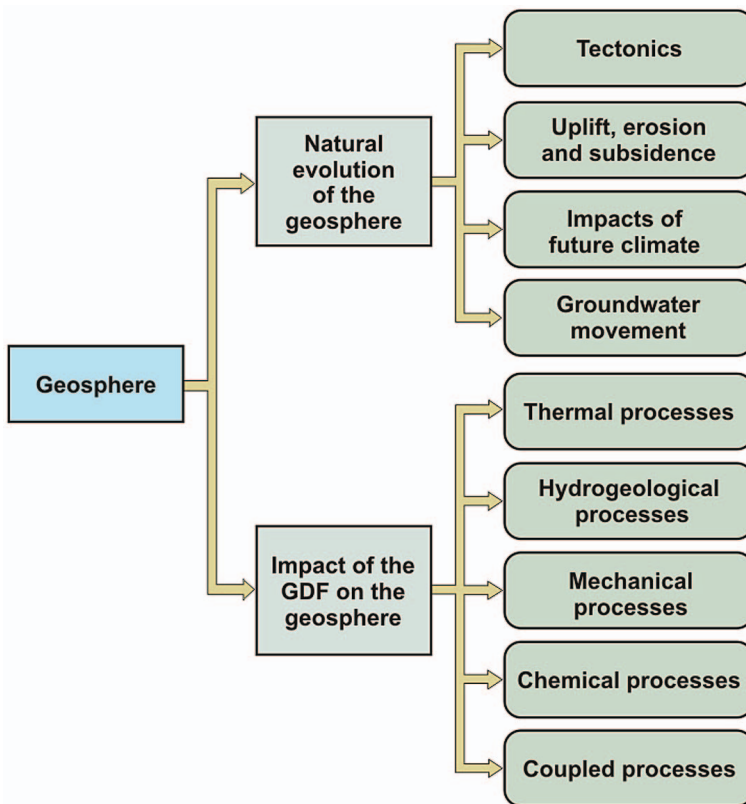 Geosphere
Natural
evolution
of the
geosphere
Tectonics
Uplift, erosion
and subsidence
Impacts of
future climate
Groundwater
movement
Impact of the
GDF on the
geosphere
Thermal processes
Hydrogeological
processes
Mechanical
processes
Chemical processes
Coupled processes